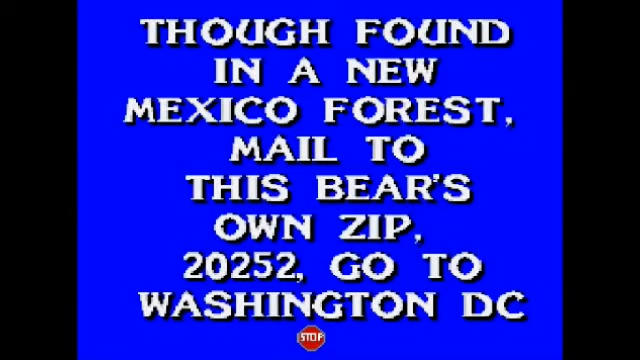 THOUGH FOUND
IN A NEW
MEXICO FOREST,
MAIL TO
THIS BEAR'S
OWN ZIP,
20252, GO TO
WASHINGTON DC
STOP